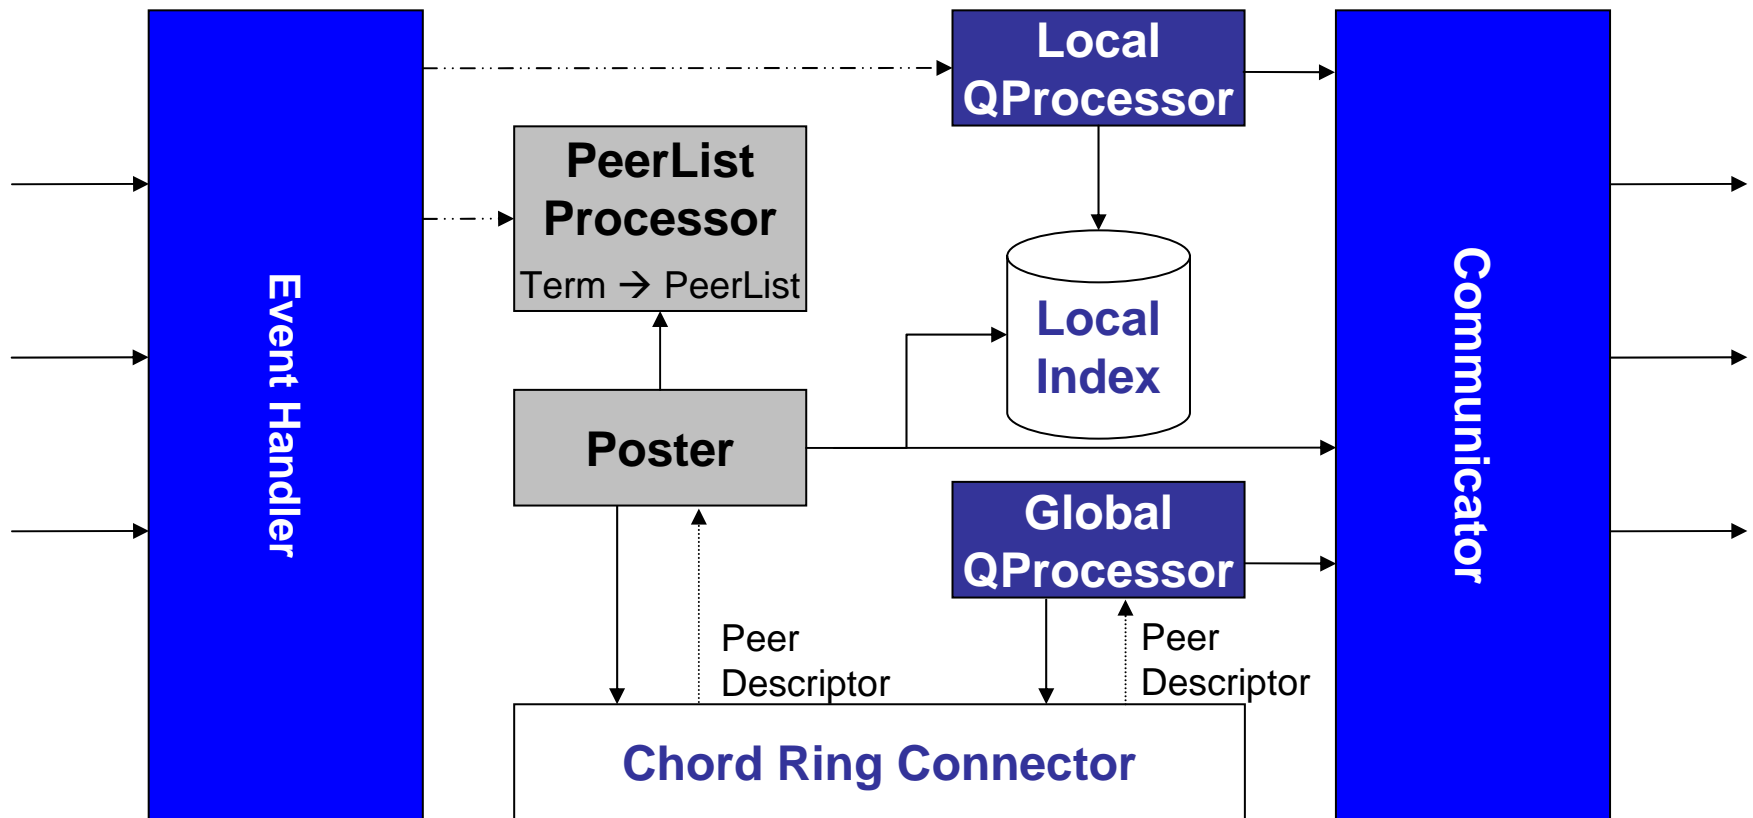 Event Handler
Local
QProcessor
PeerList
Processor
Term → PeerList
Local
Index
Poster
Global
QProcessor
Peer
Descriptor
Peer
Descriptor
Chord Ring Connector
Communicator